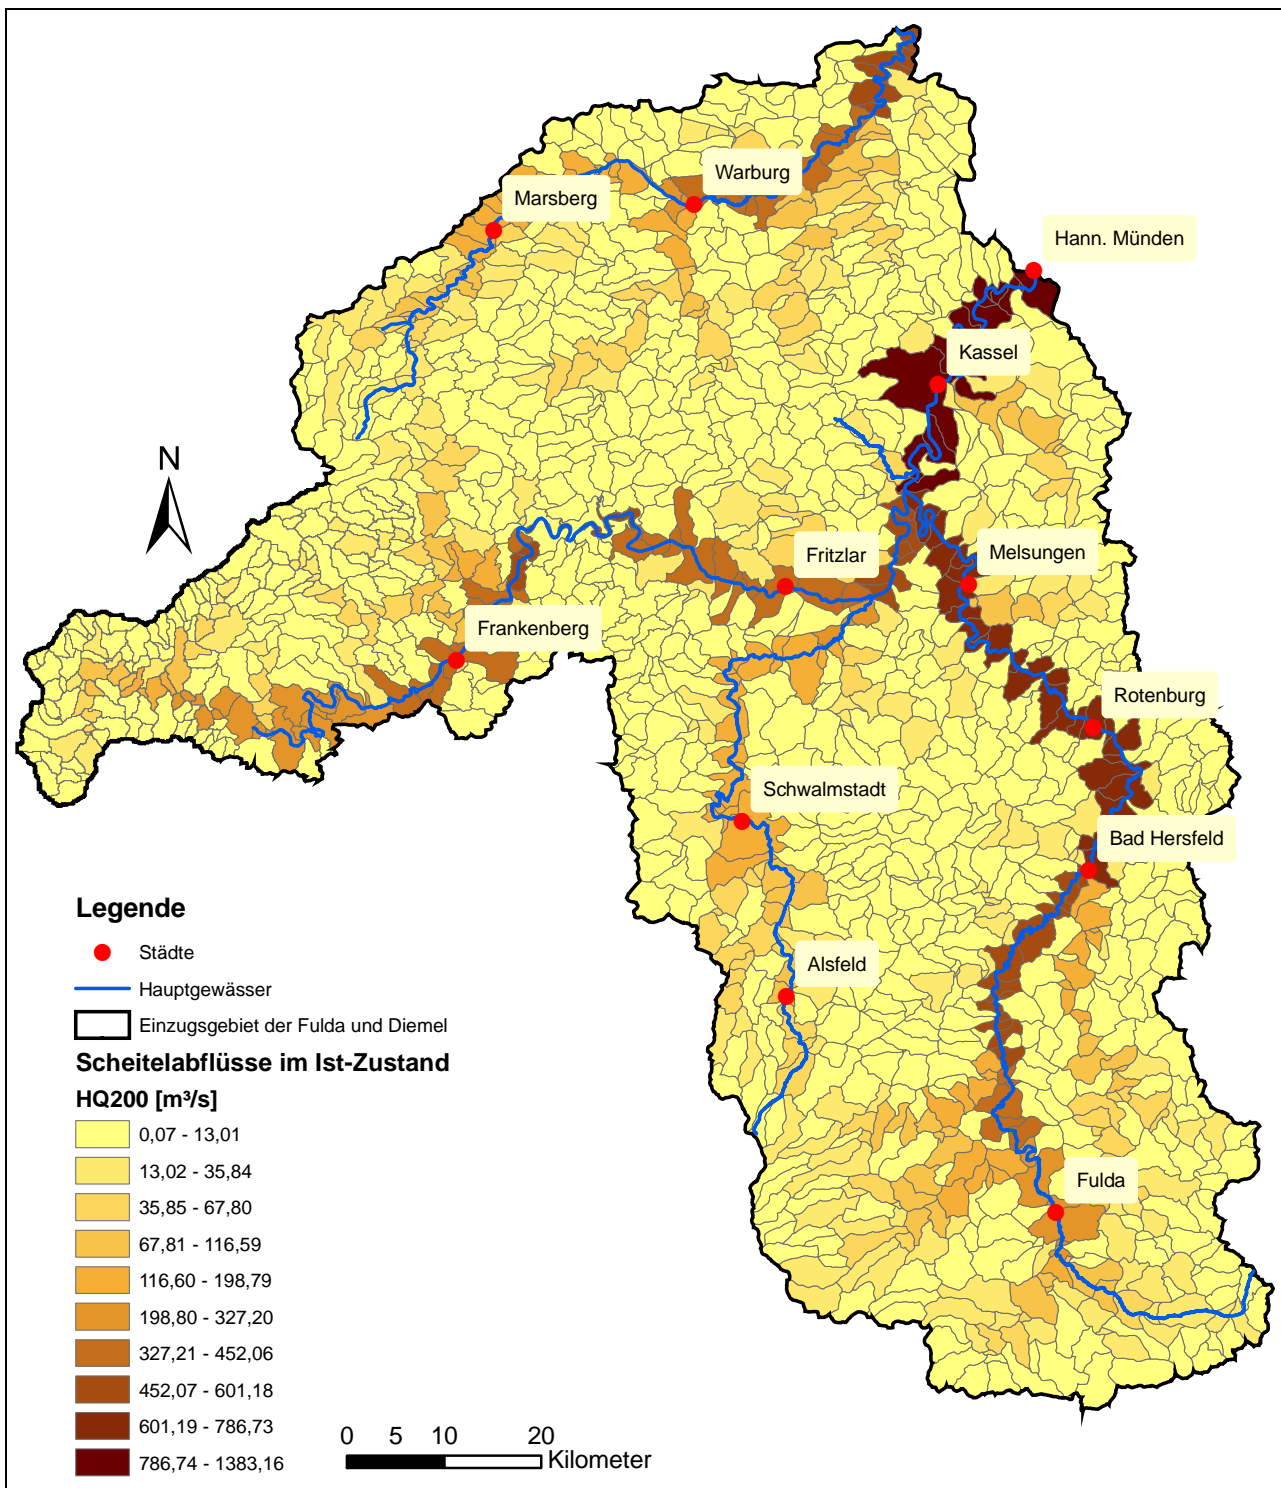 Warburg
Marsberg
Hann. Münden
Kassel
N
Fritzlar
Melsungen
Frankenberg
Rotenburg
Schwalmstadt
Bad Hersfeld
Alsfeld
Fulda
Legende
Städte
Hauptgewässer
Einzugsgebiet der Fulda und Diemel
Scheitelabflüsse im Ist-Zustand
HQ200 [m³/s]
0,07 - 13,01
13,02 - 35,84
35,85 - 67,80
67,81 - 116,59
116,60 - 198,79
198,80 - 327,20
327,21 - 452,06
452,07 - 601,18
601,19 - 786,73
786,74 - 1383,16
0 5 10 20
Kilometer